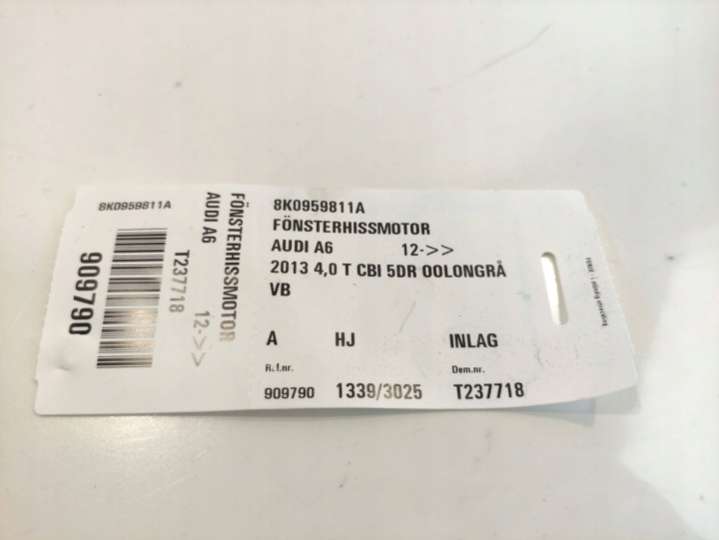 8K0959811A
FÖNSTERHISSMOTOR
AUDI A6 12->>
2013 4,0 T CBI 5DR OOLONGRÅ
VB
A HJ INLAG
R. f.nr. Dem.nr.
909790 1339/3025 T237718
8K0959811A
909790
T237718
AUDI A6 12->>
FÖNSTERHISSMOTOR